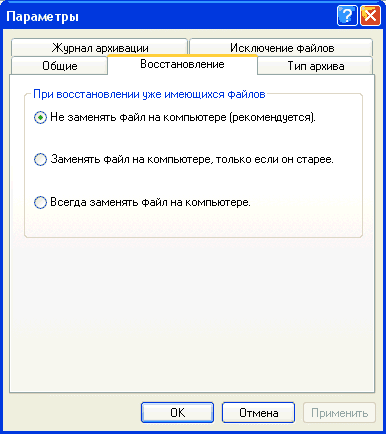 Параметры
Журнал архивации Исключение файлов
Общие Восстановление Тип архива
При восстановлении уже имеющихся файлов
Не заменять файл на компьютере (рекомендуется).
Заменять файл на компьютере, только если он старее.
Всегда заменять файл на компьютере.
ОК Отмена Применить